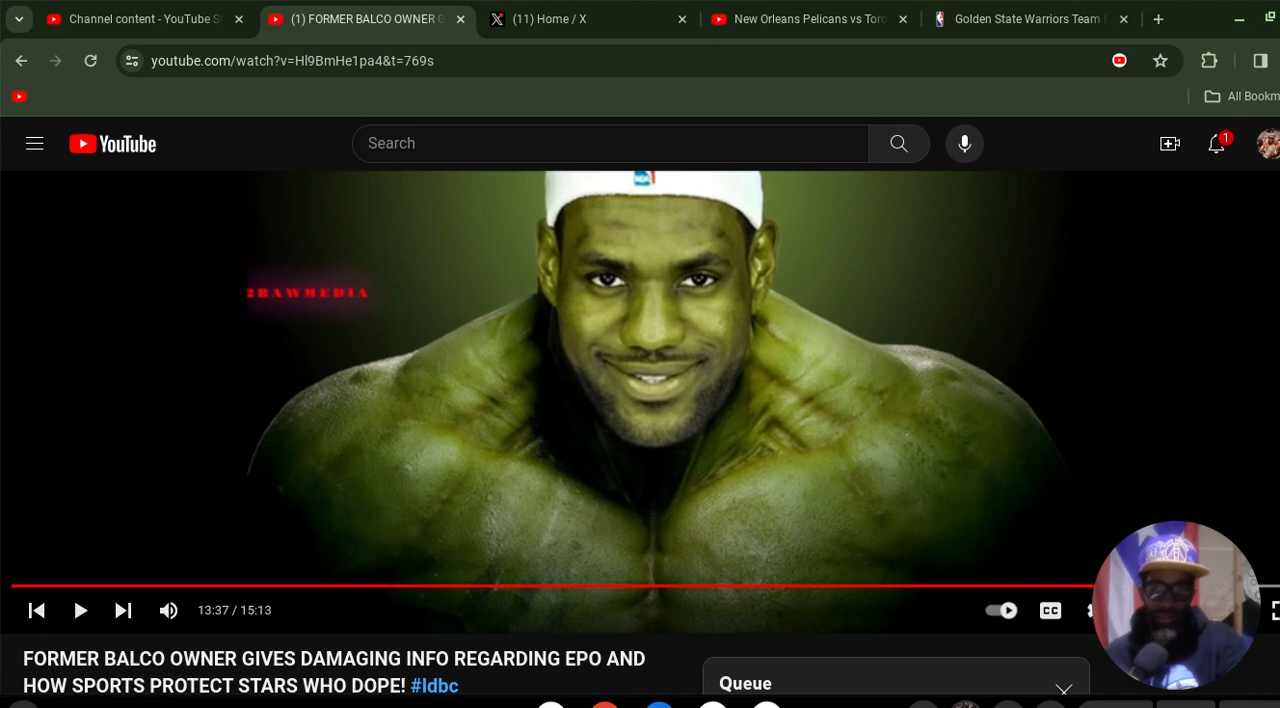 Channel content - YouTube S
(1) FORMER BALCO OWNER G
(11) Home / X
New Orleans Pelicans vs Toro
Golden State Warriors Team
youtube.com/watch?v=Hl9BmHe1pa4&t=769s
All Bookm
YouTube
Search
1
2RAWMEDIA
13:37 / 15:13
CC
FORMER BALCO OWNER GIVES DAMAGING INFO REGARDING EPO AND
HOW SPORTS PROTECT STARS WHO DOPE! #ldbc
Queue